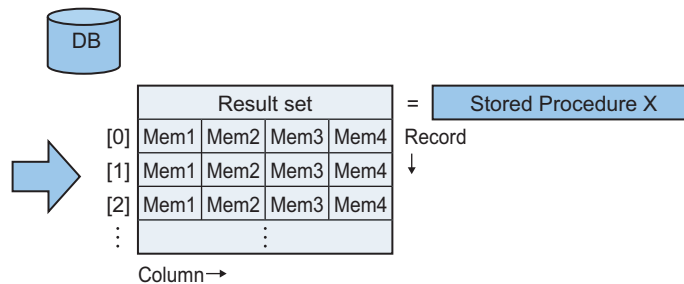 DB
Result set = Stored Procedure X
[0] Mem1 Mem2 Mem3 Mem4 Record
[1] Mem1 Mem2 Mem3 Mem4 ↓
[2] Mem1 Mem2 Mem3 Mem4
⋮ ⋮
Column→